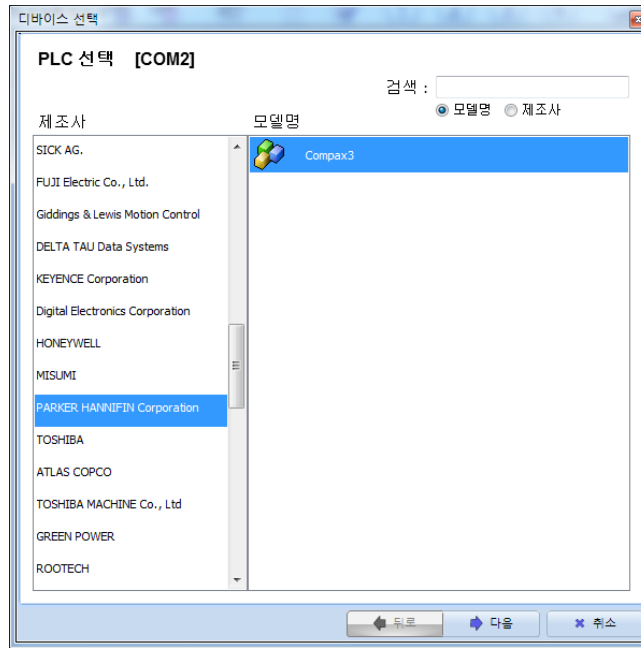 디바이스 선택
PLC 선택 [COM2]
검색 :
모델명 제조사
제조사
모델명
SICK AG.
FUJI Electric Co., Ltd.
Giddings & Lewis Motion Control
DELTA TAU Data Systems
KEYENCE Corporation
Digital Electronics Corporation
HONEYWELL
MISUMI
PARKER HANNIFIN Corporation
TOSHIBA
ATLAS COPCO
TOSHIBA MACHINE Co., Ltd
GREEN POWER
ROOTECH
Compax3
뒤로 다음 취소